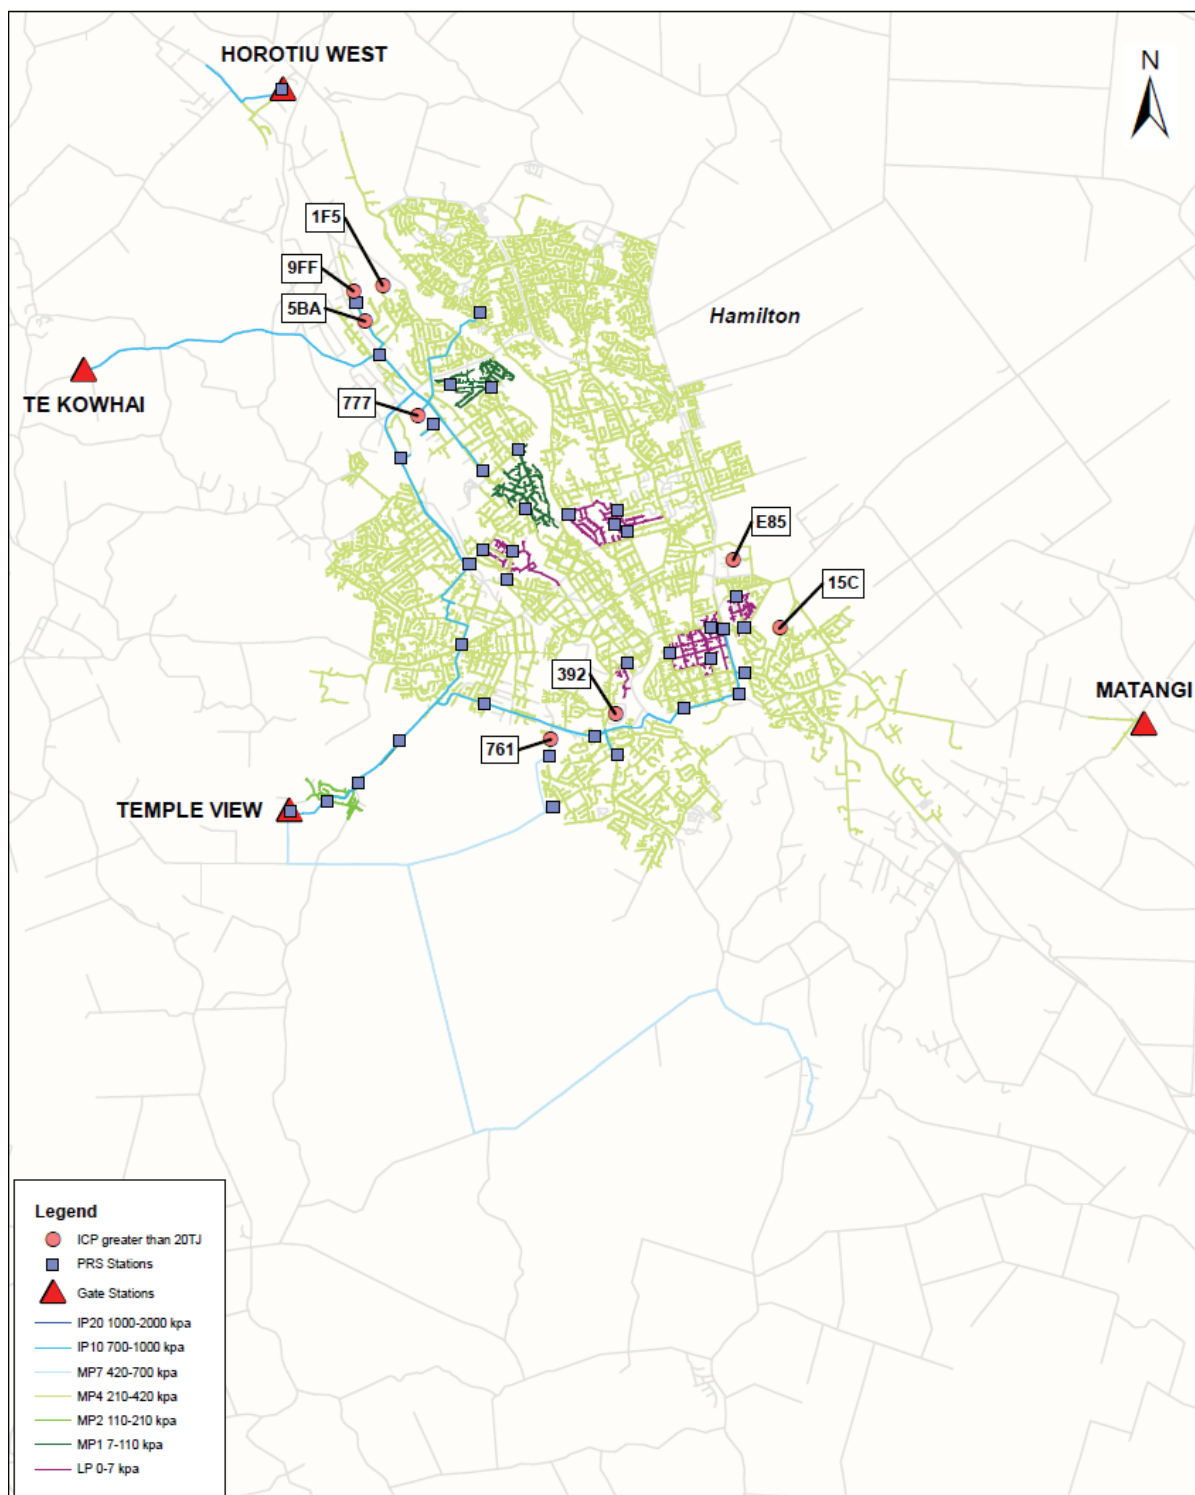 HOROTIU WEST
N
1F5
9FF
5BA
Hamilton
TE KOWHAI
777
E85
15C
392
MATANGI
761
TEMPLE VIEW
Legend
ICP greater than 20TJ
PRS Stations
Gate Stations
IP20 1000-2000 kpa
IP10 700-1000 kpa
MP7 420-700 kpa
MP4 210-420 kpa
MP2 110-210 kpa
MP1 7-110 kpa
LP 0-7 kpa